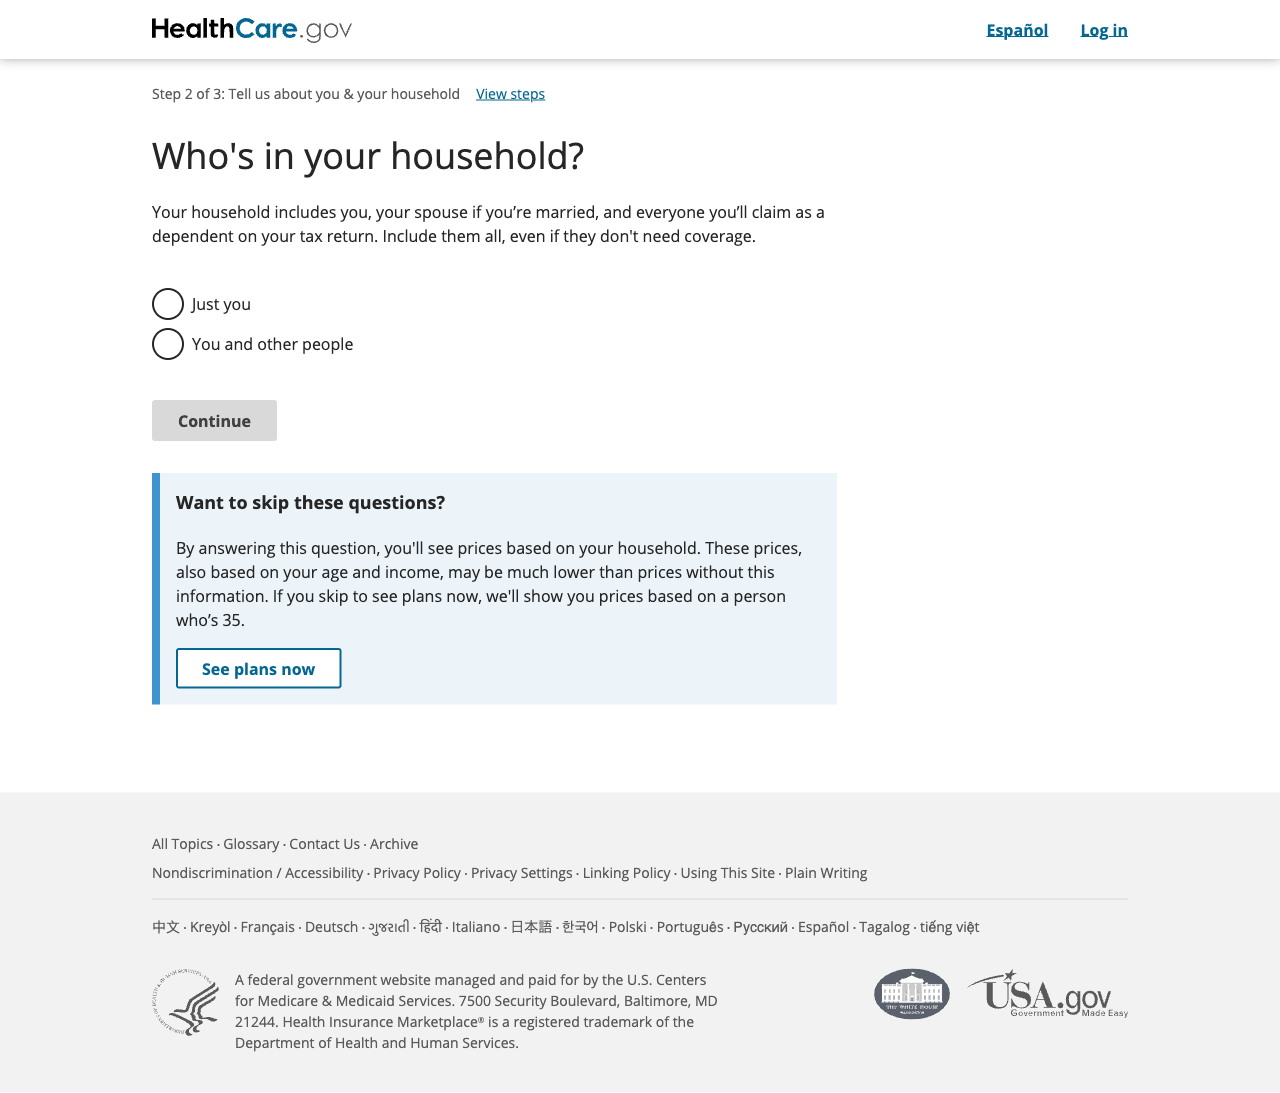 HealthCare.gov
Español
Log in
Step 2 of 3: Tell us about you & your household
View steps
Who's in your household?
Your household includes you, your spouse if you’re married, and everyone you’ll claim as a
dependent on your tax return. Include them all, even if they don't need coverage.
Just you
You and other people
Continue
Want to skip these questions?
By answering this question, you'll see prices based on your household. These prices,
also based on your age and income, may be much lower than prices without this
information. If you skip to see plans now, we'll show you prices based on a person
who’s 35.
See plans now
All Topics · Glossary · Contact Us · Archive
Nondiscrimination / Accessibility · Privacy Policy · Privacy Settings · Linking Policy · Using This Site · Plain Writing
中文 · Kreyòl · Français · Deutsch · ગુજરાતી · हिंदी · Italiano · 日本語 · 한국어 · Polski · Português · Русский · Español · Tagalog · tiếng việt
A federal government website managed and paid for by the U.S. Centers
for Medicare & Medicaid Services. 7500 Security Boulevard, Baltimore, MD
21244. Health Insurance Marketplace® is a registered trademark of the
Department of Health and Human Services.
THE WHITE HOUSE
USA.gov
Government Made Easy